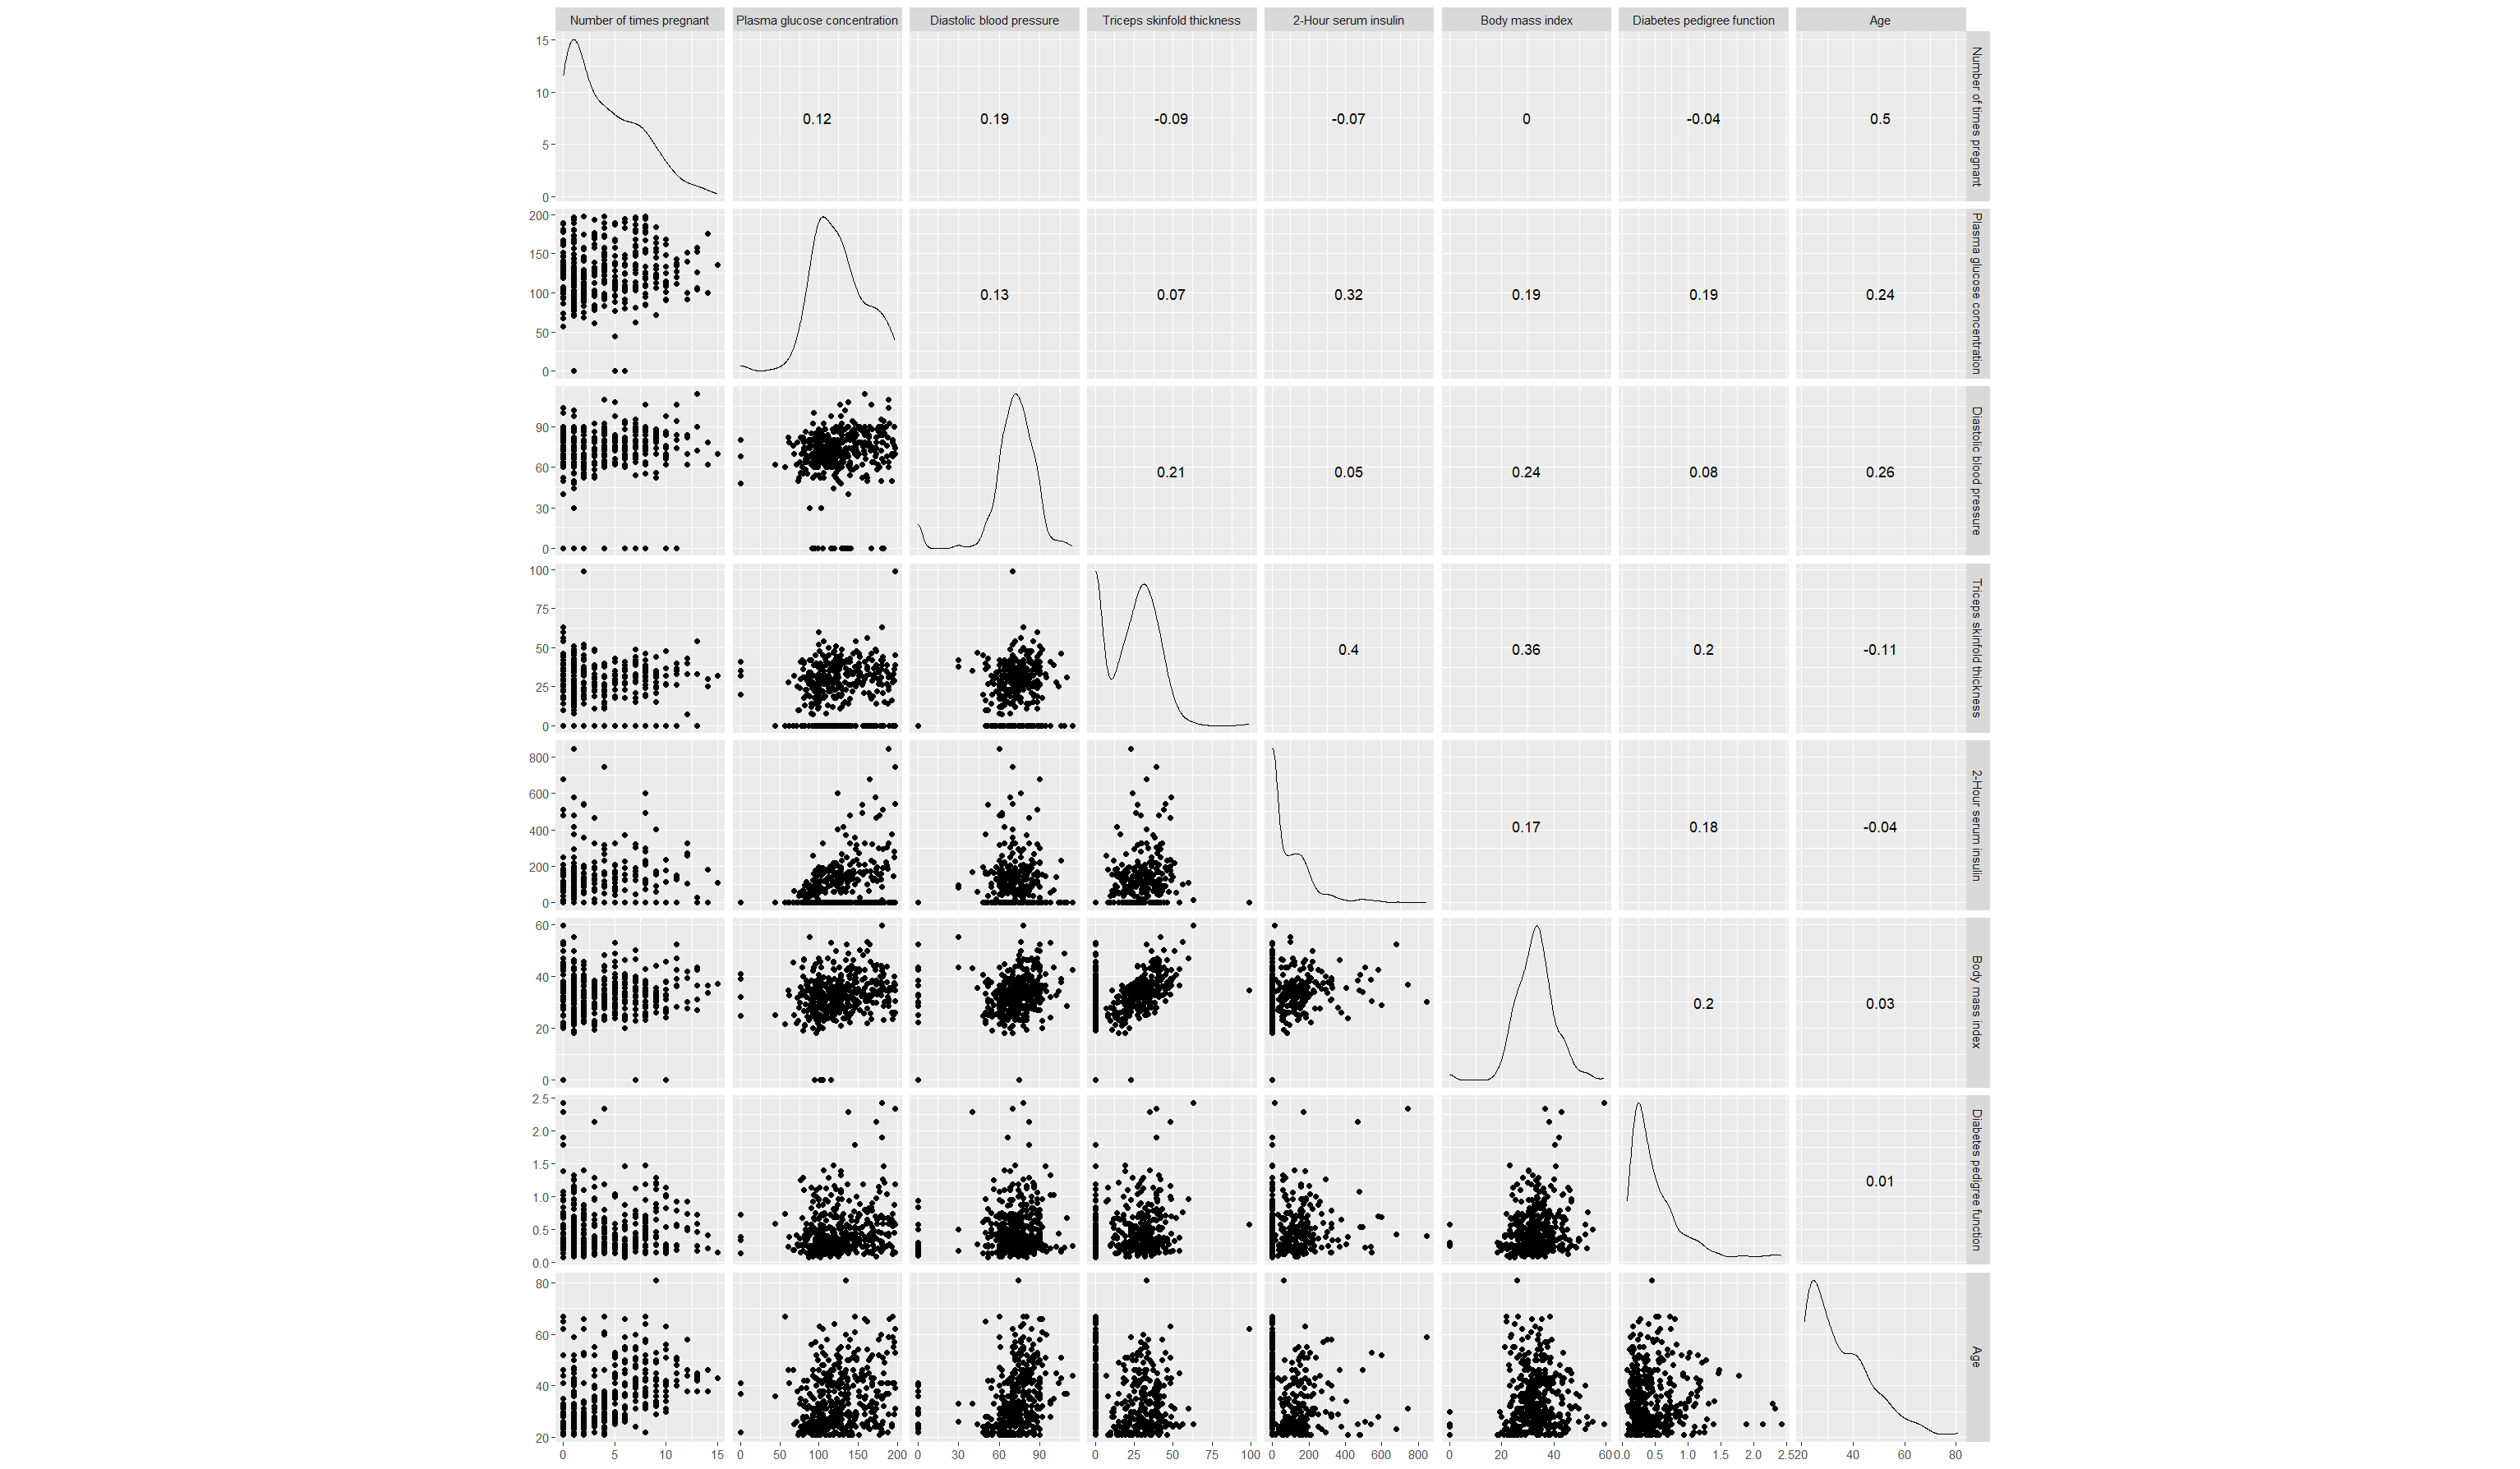 Number of times pregnant Plasma glucose concentration Diastolic blood pressure Triceps skinfold thickness 2-Hour serum insulin Body mass index Diabetes pedigree function Age
15
10
5
0
0.12 0.19 -0.09 -0.07 0 -0.04 0.5
Number of times pregnant
200
150
100
50
0
0.13 0.07 0.32 0.19 0.19 0.24
Plasma glucose concentration
90
60
30
0
0.21 0.05 0.24 0.08 0.26
Diastolic blood pressure
100
75
50
25
0
0.4 0.36 0.2 -0.11
Triceps skinfold thickness
800
600
400
200
0
0.17 0.18 -0.04
2-Hour serum insulin
60
40
20
0
0.2 0.03
Body mass index
2.5
2.0
1.5
1.0
0.5
0.0
0.01
Diabetes pedigree function
80
60
40
20
Age
0 5 10 15 0 50 100 150 200 0 30 60 90 0 25 50 75 100 0 200 400 600 800 0 20 40 60 0.0 0.5 1.0 1.5 2.0 2.5 20 40 60 80